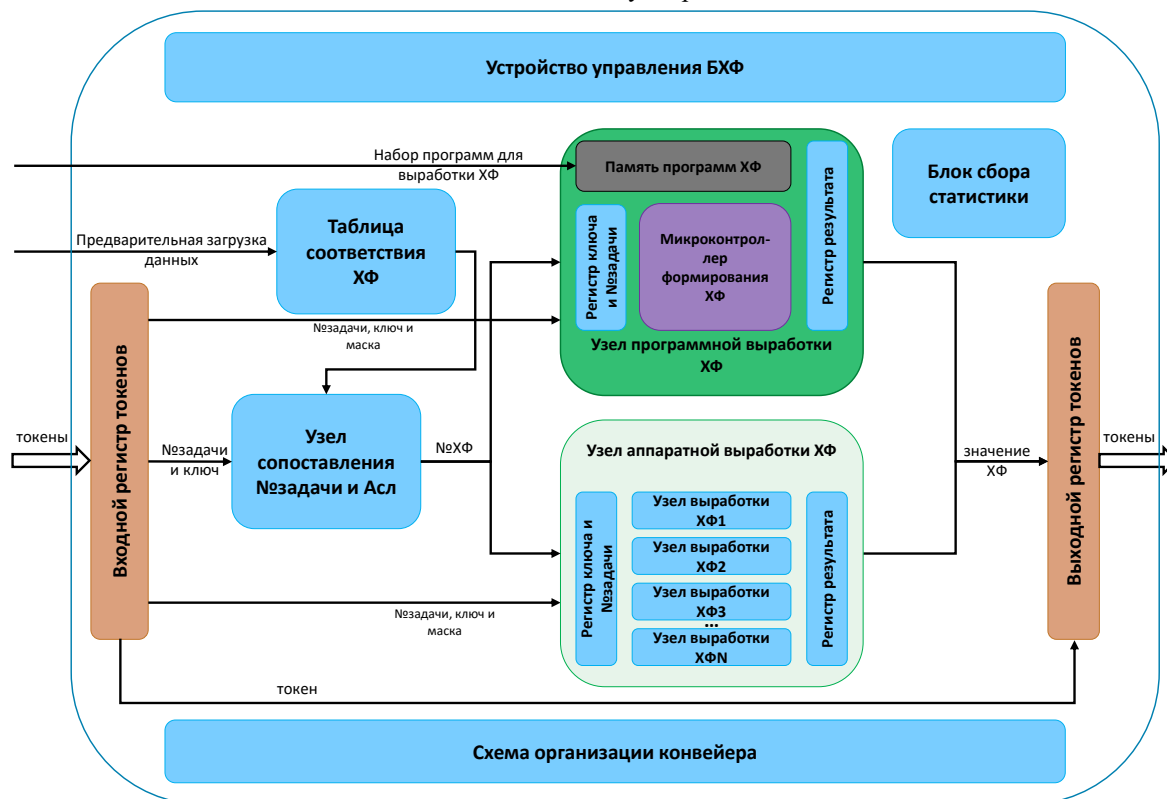 Устройство управления БХФ
Набор программ для
выработки ХФ
Память программ ХФ
Регистр результата
Блок сбора
статистики
Предварительная загрузка
данных
Таблица
соответствия
ХФ
Регистр ключа
и №задачи
Микроконтрол-
лер
формирования
ХФ
№задачи, ключ и
маска
Узел программной выработки
ХФ
Входной регистр токенов
Выходной регистр токенов
токены
№задачи
и ключ
Узел
сопоставления
№задачи и Асл
№ХФ
Узел аппаратной выработки ХФ
значение
ХФ
токены
Регистр ключа и
№задачи
Узел выработки
ХФ1
Узел выработки
ХФ2
Узел выработки
ХФ3
...
Узел выработки
ХФN
Регистр результата
№задачи, ключ и
маска
токен
Схема организации конвейера